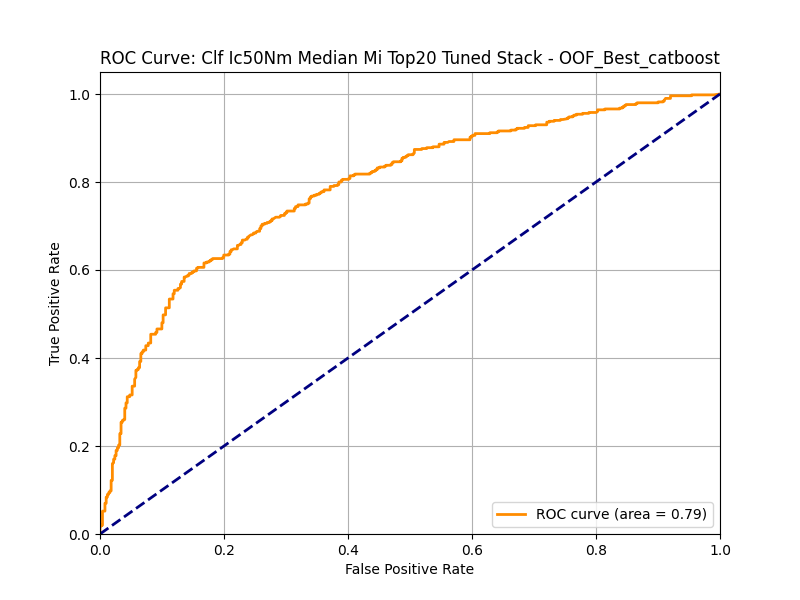 ROC Curve: Clf Ic50Nm Median Mi Top20 Tuned Stack - OOF_Best_catboost
1.0
0.8
0.6
0.4
0.2
0.0
True Positive Rate
ROC curve (area = 0.79)
0.0 0.2 0.4 0.6 0.8 1.0
False Positive Rate